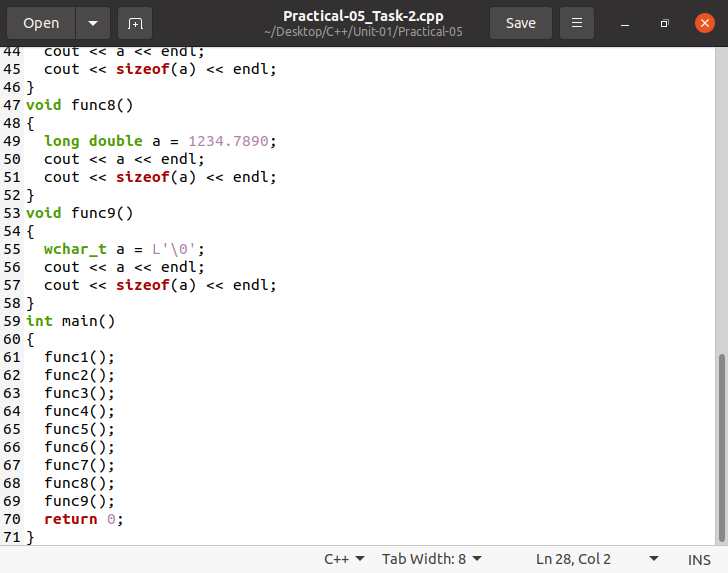 Open
Practical-05_Task-2.cpp
~/Desktop/C++/Unit-01/Practical-05
Save
44   cout << a << endl;
45   cout << sizeof(a) << endl;
46 }
47 void func8()
48 {
49   long double a = 1234.7890;
50   cout << a << endl;
51   cout << sizeof(a) << endl;
52 }
53 void func9()
54 {
55   wchar_t a = L'\0';
56   cout << a << endl;
57   cout << sizeof(a) << endl;
58 }
59 int main()
60 {
61   func1();
62   func2();
63   func3();
64   func4();
65   func5();
66   func6();
67   func7();
68   func8();
69   func9();
70   return 0;
71 }
C++ Tab Width: 8 Ln 28, Col 2 INS